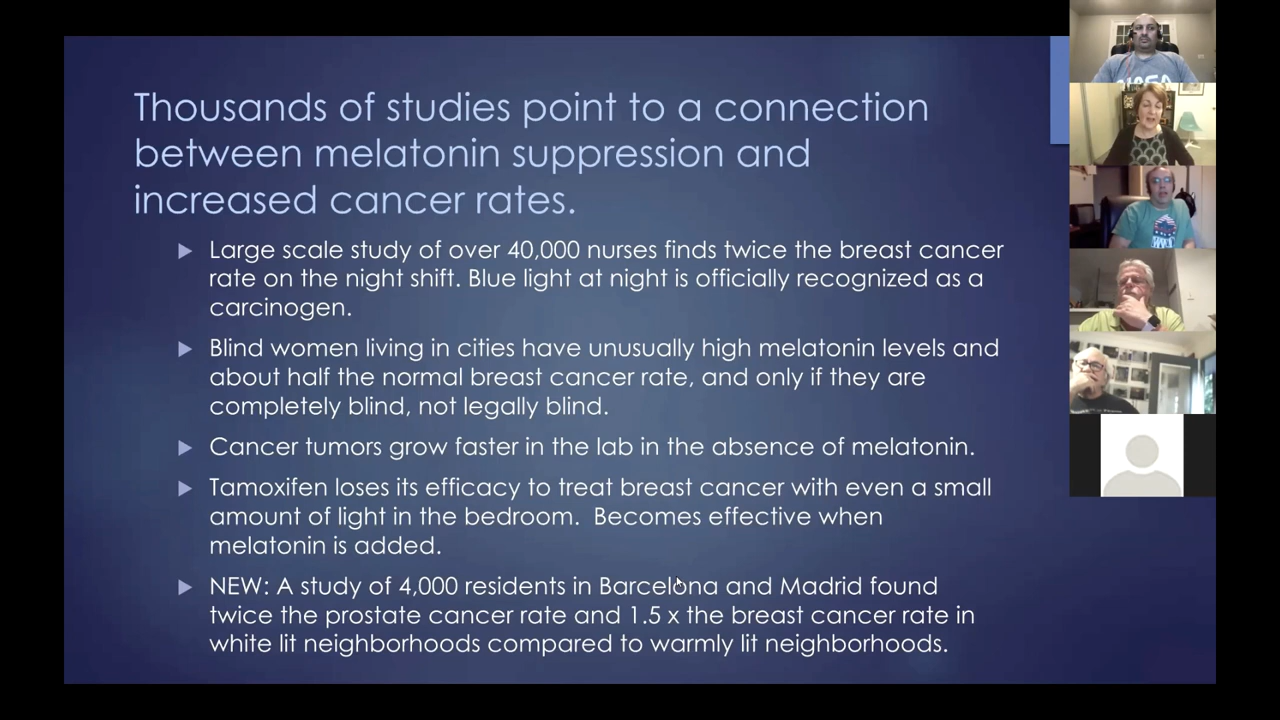 Thousands of studies point to a connection
between melatonin suppression and
increased cancer rates.
Large scale study of over 40,000 nurses finds twice the breast cancer
rate on the night shift. Blue light at night is officially recognized as a
carcinogen.
Blind women living in cities have unusually high melatonin levels and
about half the normal breast cancer rate, and only if they are
completely blind, not legally blind.
Cancer tumors grow faster in the lab in the absence of melatonin.
Tamoxifen loses its efficacy to treat breast cancer with even a small
amount of light in the bedroom.  Becomes effective when
melatonin is added.
NEW: A study of 4,000 residents in Barcelona and Madrid found
twice the prostate cancer rate and 1.5 x the breast cancer rate in
white lit neighborhoods compared to warmly lit neighborhoods.